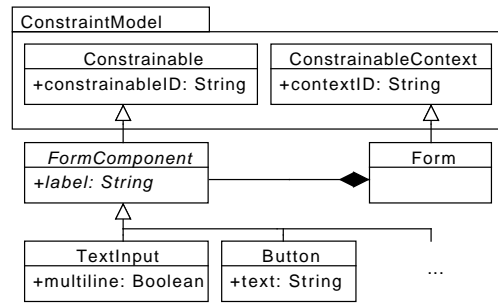 ConstraintModel
Constrainable
+constrainableID: String
ConstrainableContext
+contextID: String
FormComponent
+label: String
Form
TextInput
+multiline: Boolean
Button
+text: String
...